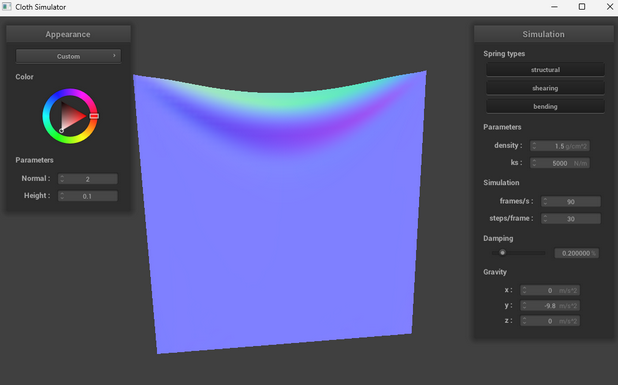 Cloth Simulator
Appearance
Custom
Color
Parameters
Normal : 2
Height : 0.1
Simulation
Spring types
structural
shearing
bending
Parameters
density : 1.5 g/cm^2
ks : 5000 N/m
Simulation
frames/s : 90
steps/frame : 30
Damping
0.200000 %
Gravity
x : 0 m/s^2
y : -9.8 m/s^2
z : 0 m/s^2